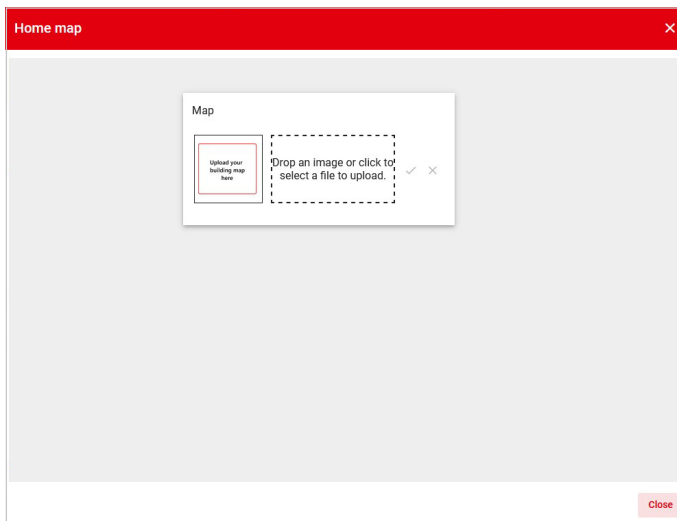 Home map
Map
Upload your
building map
here
Drop an image or click to
select a file to upload.
Close